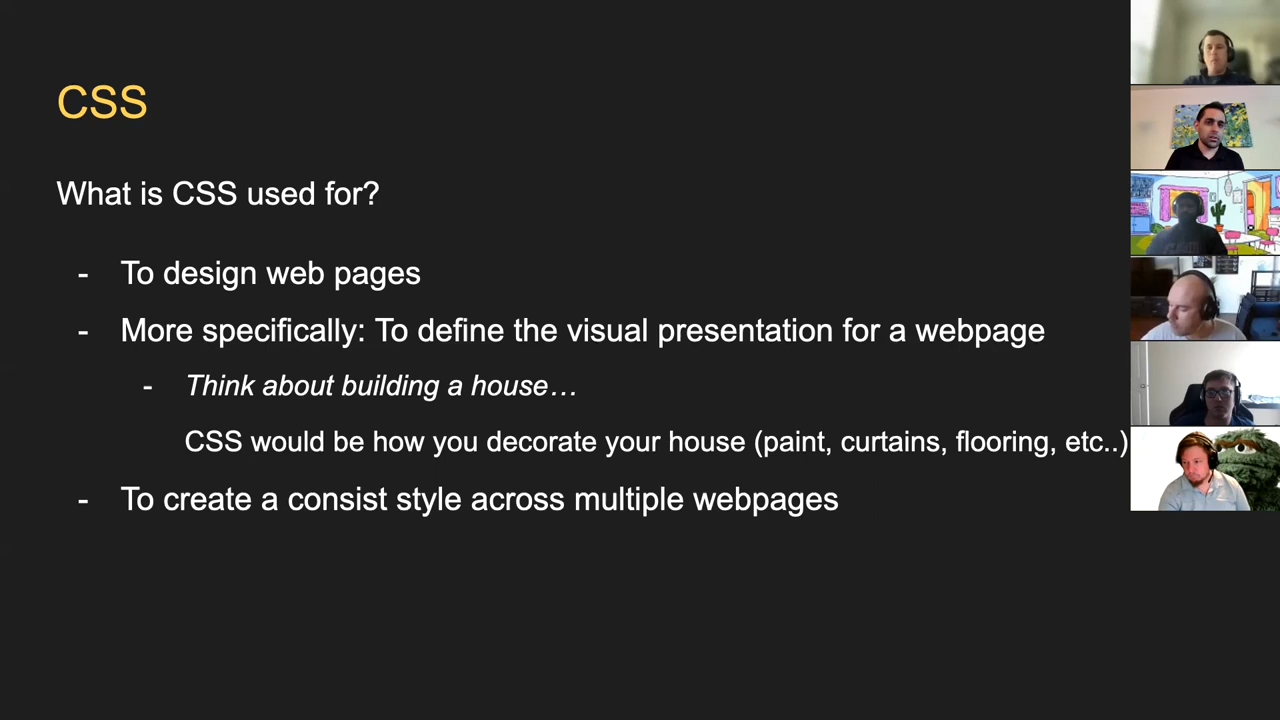 CSS
What is CSS used for?
- To design web pages
- More specifically: To define the visual presentation for a webpage
- Think about building a house…
CSS would be how you decorate your house (paint, curtains, flooring, etc..)
- To create a consist style across multiple webpages